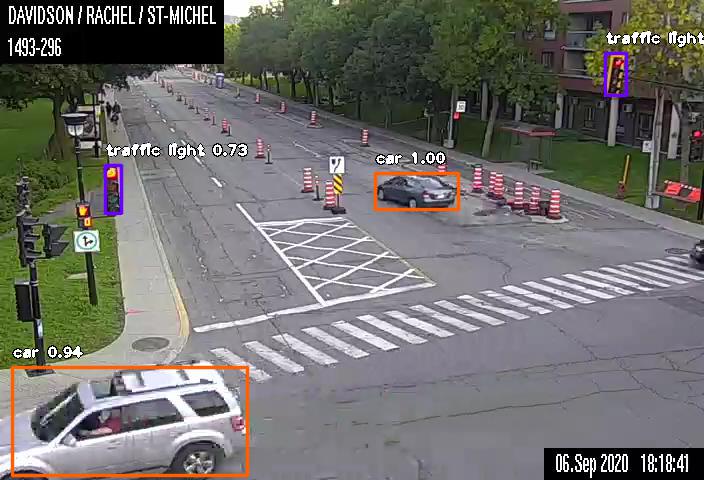 DAVIDSON / RACHEL / ST-MICHEL
1493-296
traffic light
traffic light 0.73
car 1.00
car 0.94
06.Sep 2020 18:18:41